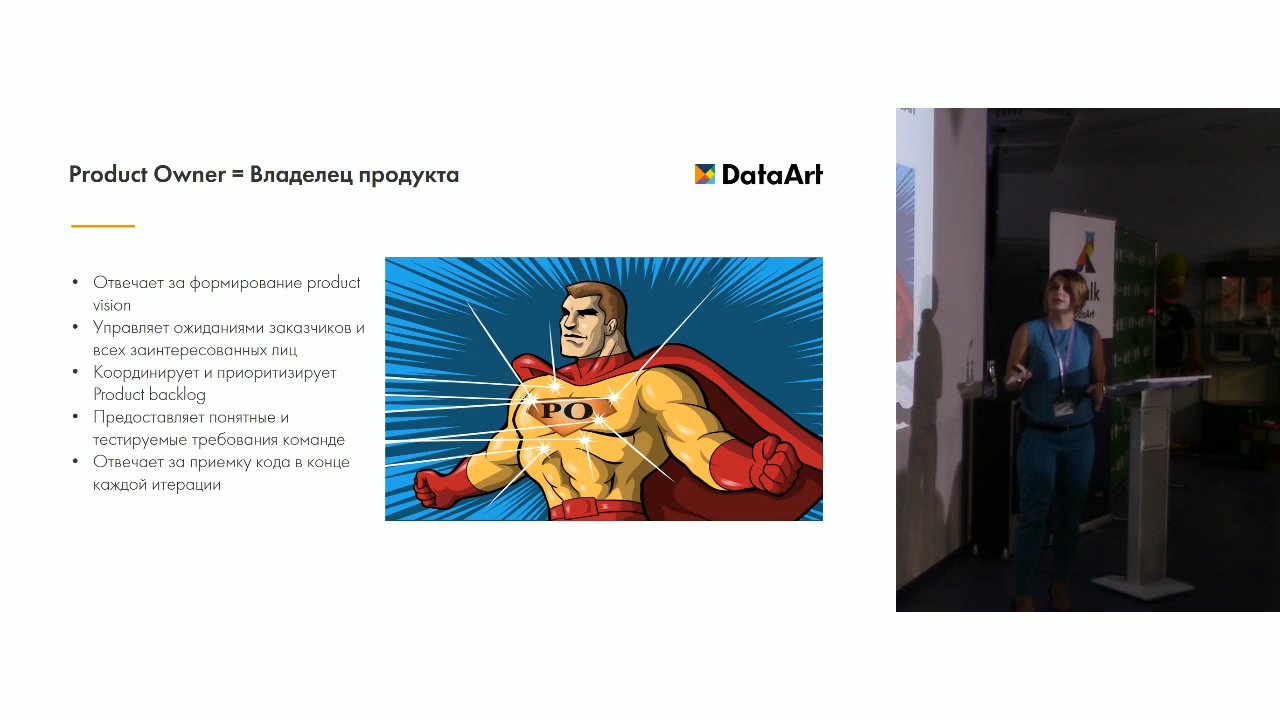 Product Owner = Владелец продукта
DataArt
• Отвечает за формирование product
vision
• Управляет ожиданиями заказчиков и
всех заинтересованных лиц
• Координирует и приоритизирует
Product backlog
• Предоставляет понятные и
тестируемые требования команде
• Отвечает за приемку кода в конце
каждой итерации
PO